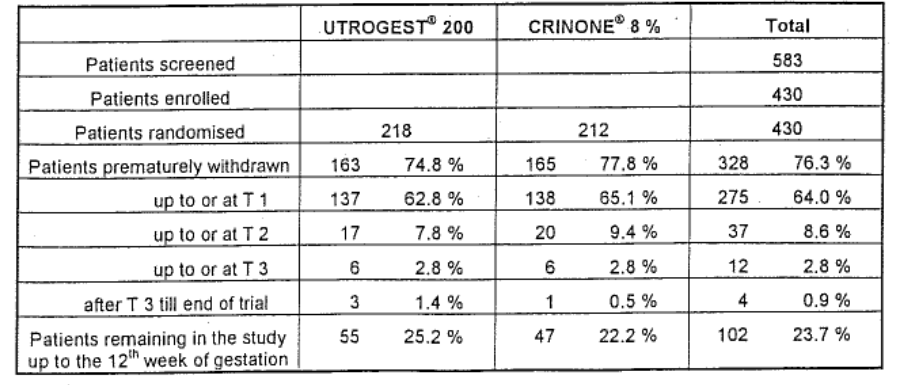 UTROGEST® 200 CRINONE® 8 % Total
Patients screened 583
Patients enrolled 430
Patients randomised 218 212 430
Patients prematurely withdrawn 163 74.8 % 165 77.8 % 328 76.3 %
up to or at T 1 137 62.8 % 138 65.1 % 275 64.0 %
up to or at T 2 17 7.8 % 20 9.4 % 37 8.6 %
up to or at T 3 6 2.8 % 6 2.8 % 12 2.8 %
after T 3 till end of trial 3 1.4 % 1 0.5 % 4 0.9 %
Patients remaining in the study
up to the 12th week of gestation 55 25.2 % 47 22.2 % 102 23.7 %